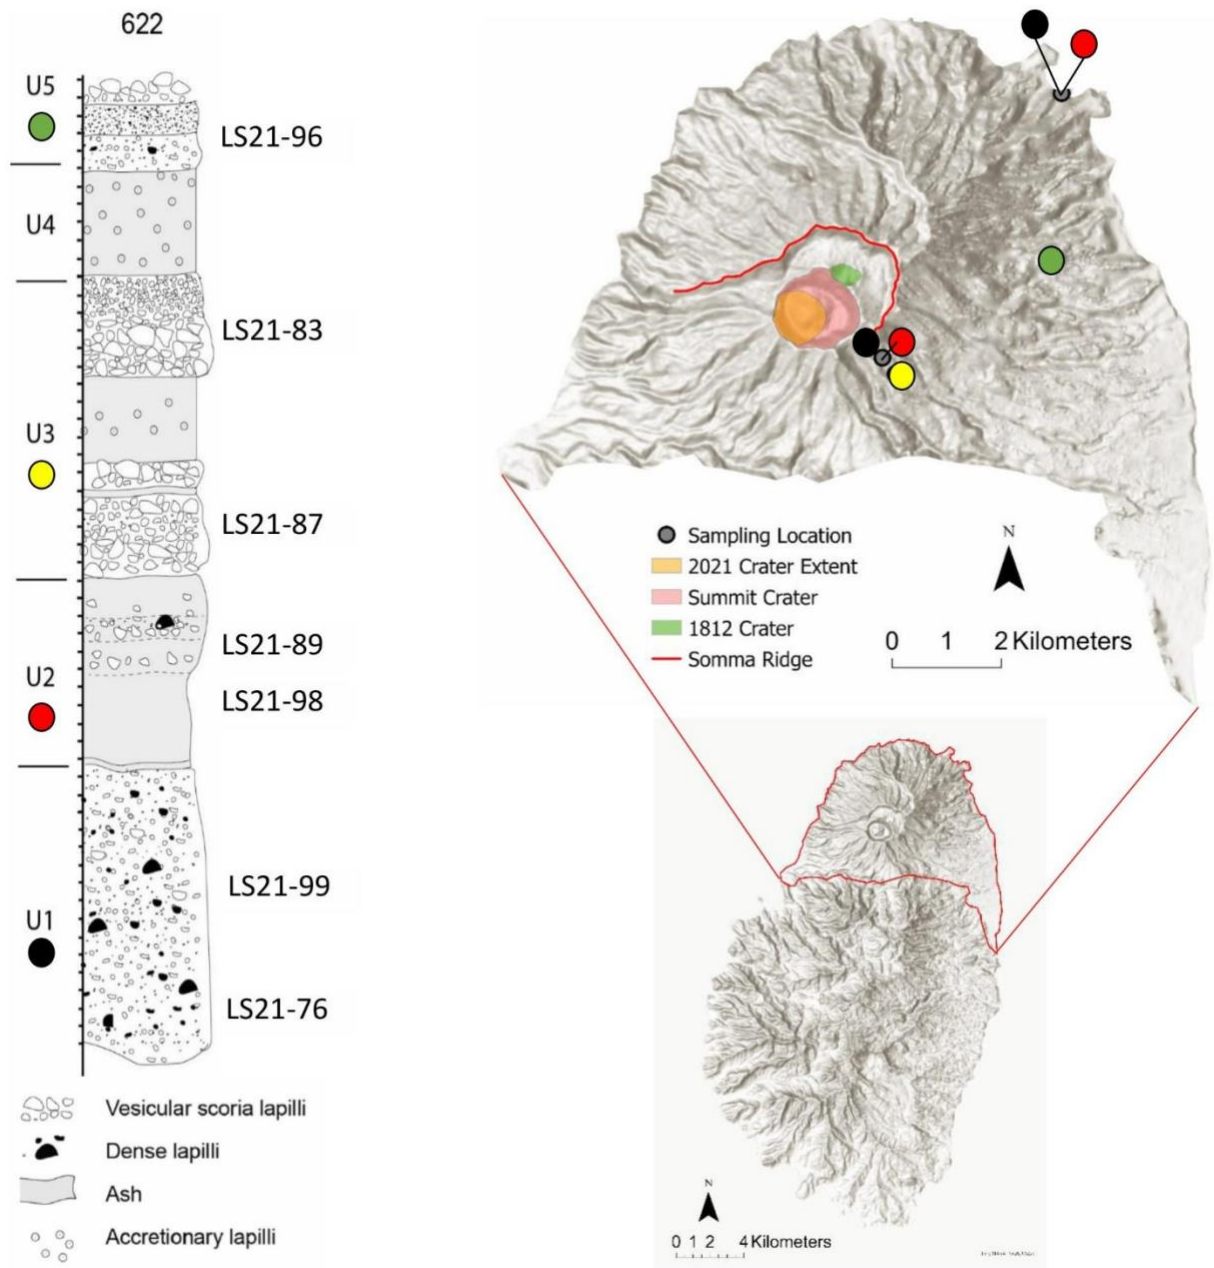 622
U5
LS21-96
U4
LS21-83
U3
LS21-87
U2
LS21-89
LS21-98
U1
LS21-99
LS21-76
Vesicular scoria lapilli
Dense lapilli
Ash
Accretionary lapilli
Sampling Location
2021 Crater Extent
Summit Crater
1812 Crater
Somma Ridge
N
0 1 2 Kilometers
N
0 1 2 4 Kilometers